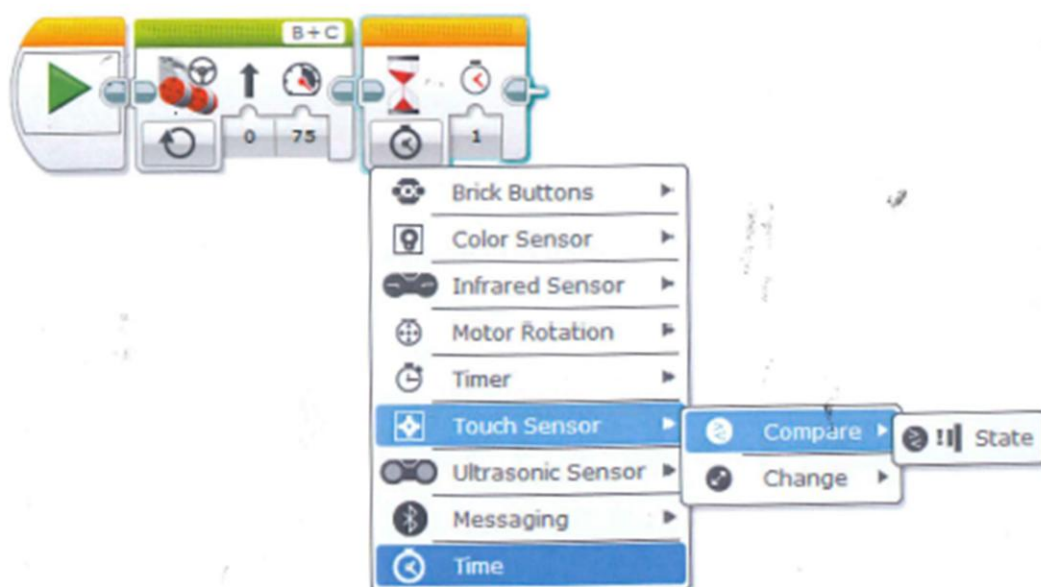 B+C
0 75 1
Brick Buttons
Color Sensor
Infrared Sensor
Motor Rotation
Timer
Touch Sensor
Compare
State
Ultrasonic Sensor
Change
Messaging
Time